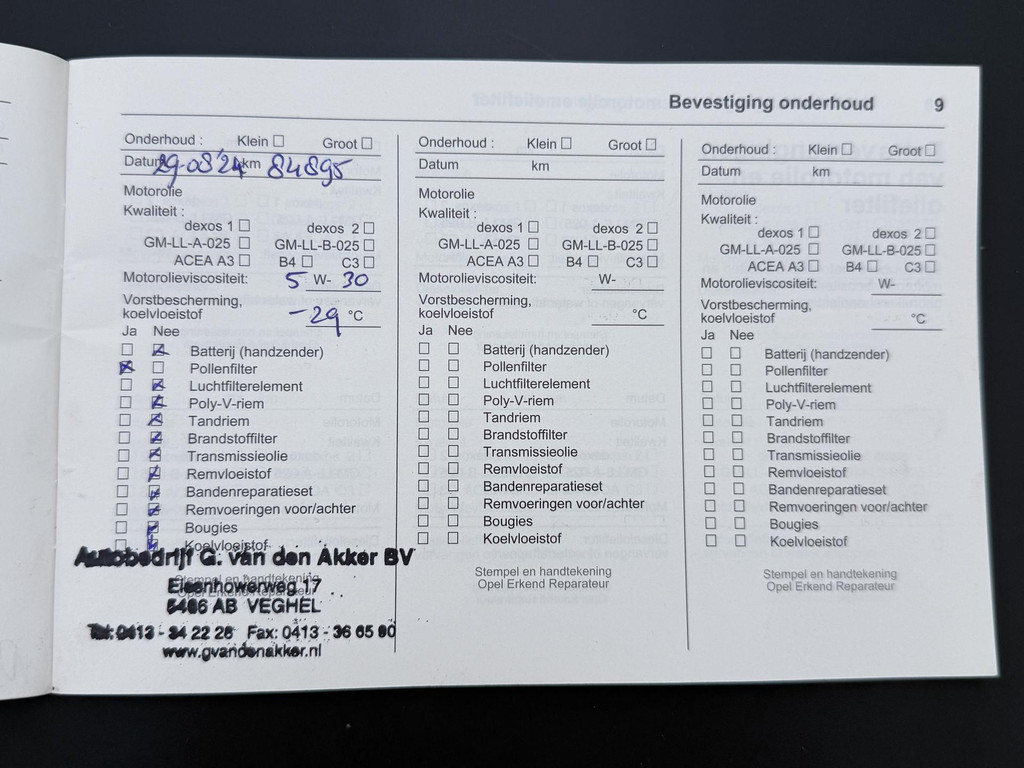 Bevestiging onderhoud 9
Onderhoud : Klein ☐ Groot ☐
Datum 29-08'24 km 84895
Motorolie
Kwaliteit :
dexos 1 ☐ dexos 2 ☐
GM-LL-A-025 ☐ GM-LL-B-025 ☐
ACEA A3 ☐ B4 ☐ C3 ☐
Motorolieviscositeit: 5 W- 30
Vorstbescherming,
koelvloeistof -29 °C
Ja Nee
☐ ☒ Batterij (handzender)
☒ ☐ Pollenfilter
☐ ☒ Luchtfilterelement
☐ ☒ Poly-V-riem
☐ ☒ Tandriem
☐ ☒ Brandstoffilter
☐ ☒ Transmissieolie
☐ ☒ Remvloeistof
☐ ☒ Bandenreparatieset
☐ ☒ Remvoeringen voor/achter
☐ ☒ Bougies
☐ ☒ Koelvloeistof
Autobedrijf G. van den Akker BV
Stempel en handtekening
Opel Erkend Reparateur
Eisenhowerweg 17
5466 AB VEGHEL
Tel: 0413 - 34 22 26 Fax: 0413 - 36 65 90
www.gvandenakker.nl
Onderhoud : Klein ☐ Groot ☐
Datum km
Motorolie
Kwaliteit :
dexos 1 ☐ dexos 2 ☐
GM-LL-A-025 ☐ GM-LL-B-025 ☐
ACEA A3 ☐ B4 ☐ C3 ☐
Motorolieviscositeit: W-
Vorstbescherming,
koelvloeistof °C
Ja Nee
☐ ☐ Batterij (handzender)
☐ ☐ Pollenfilter
☐ ☐ Luchtfilterelement
☐ ☐ Poly-V-riem
☐ ☐ Tandriem
☐ ☐ Brandstoffilter
☐ ☐ Transmissieolie
☐ ☐ Remvloeistof
☐ ☐ Bandenreparatieset
☐ ☐ Remvoeringen voor/achter
☐ ☐ Bougies
☐ ☐ Koelvloeistof
Stempel en handtekening
Opel Erkend Reparateur
Onderhoud : Klein ☐ Groot ☐
Datum km
Motorolie
Kwaliteit :
dexos 1 ☐ dexos 2 ☐
GM-LL-A-025 ☐ GM-LL-B-025 ☐
ACEA A3 ☐ B4 ☐ C3 ☐
Motorolieviscositeit: W-
Vorstbescherming,
koelvloeistof °C
Ja Nee
☐ ☐ Batterij (handzender)
☐ ☐ Pollenfilter
☐ ☐ Luchtfilterelement
☐ ☐ Poly-V-riem
☐ ☐ Tandriem
☐ ☐ Brandstoffilter
☐ ☐ Transmissieolie
☐ ☐ Remvloeistof
☐ ☐ Bandenreparatieset
☐ ☐ Remvoeringen voor/achter
☐ ☐ Bougies
☐ ☐ Koelvloeistof
Stempel en handtekening
Opel Erkend Reparateur